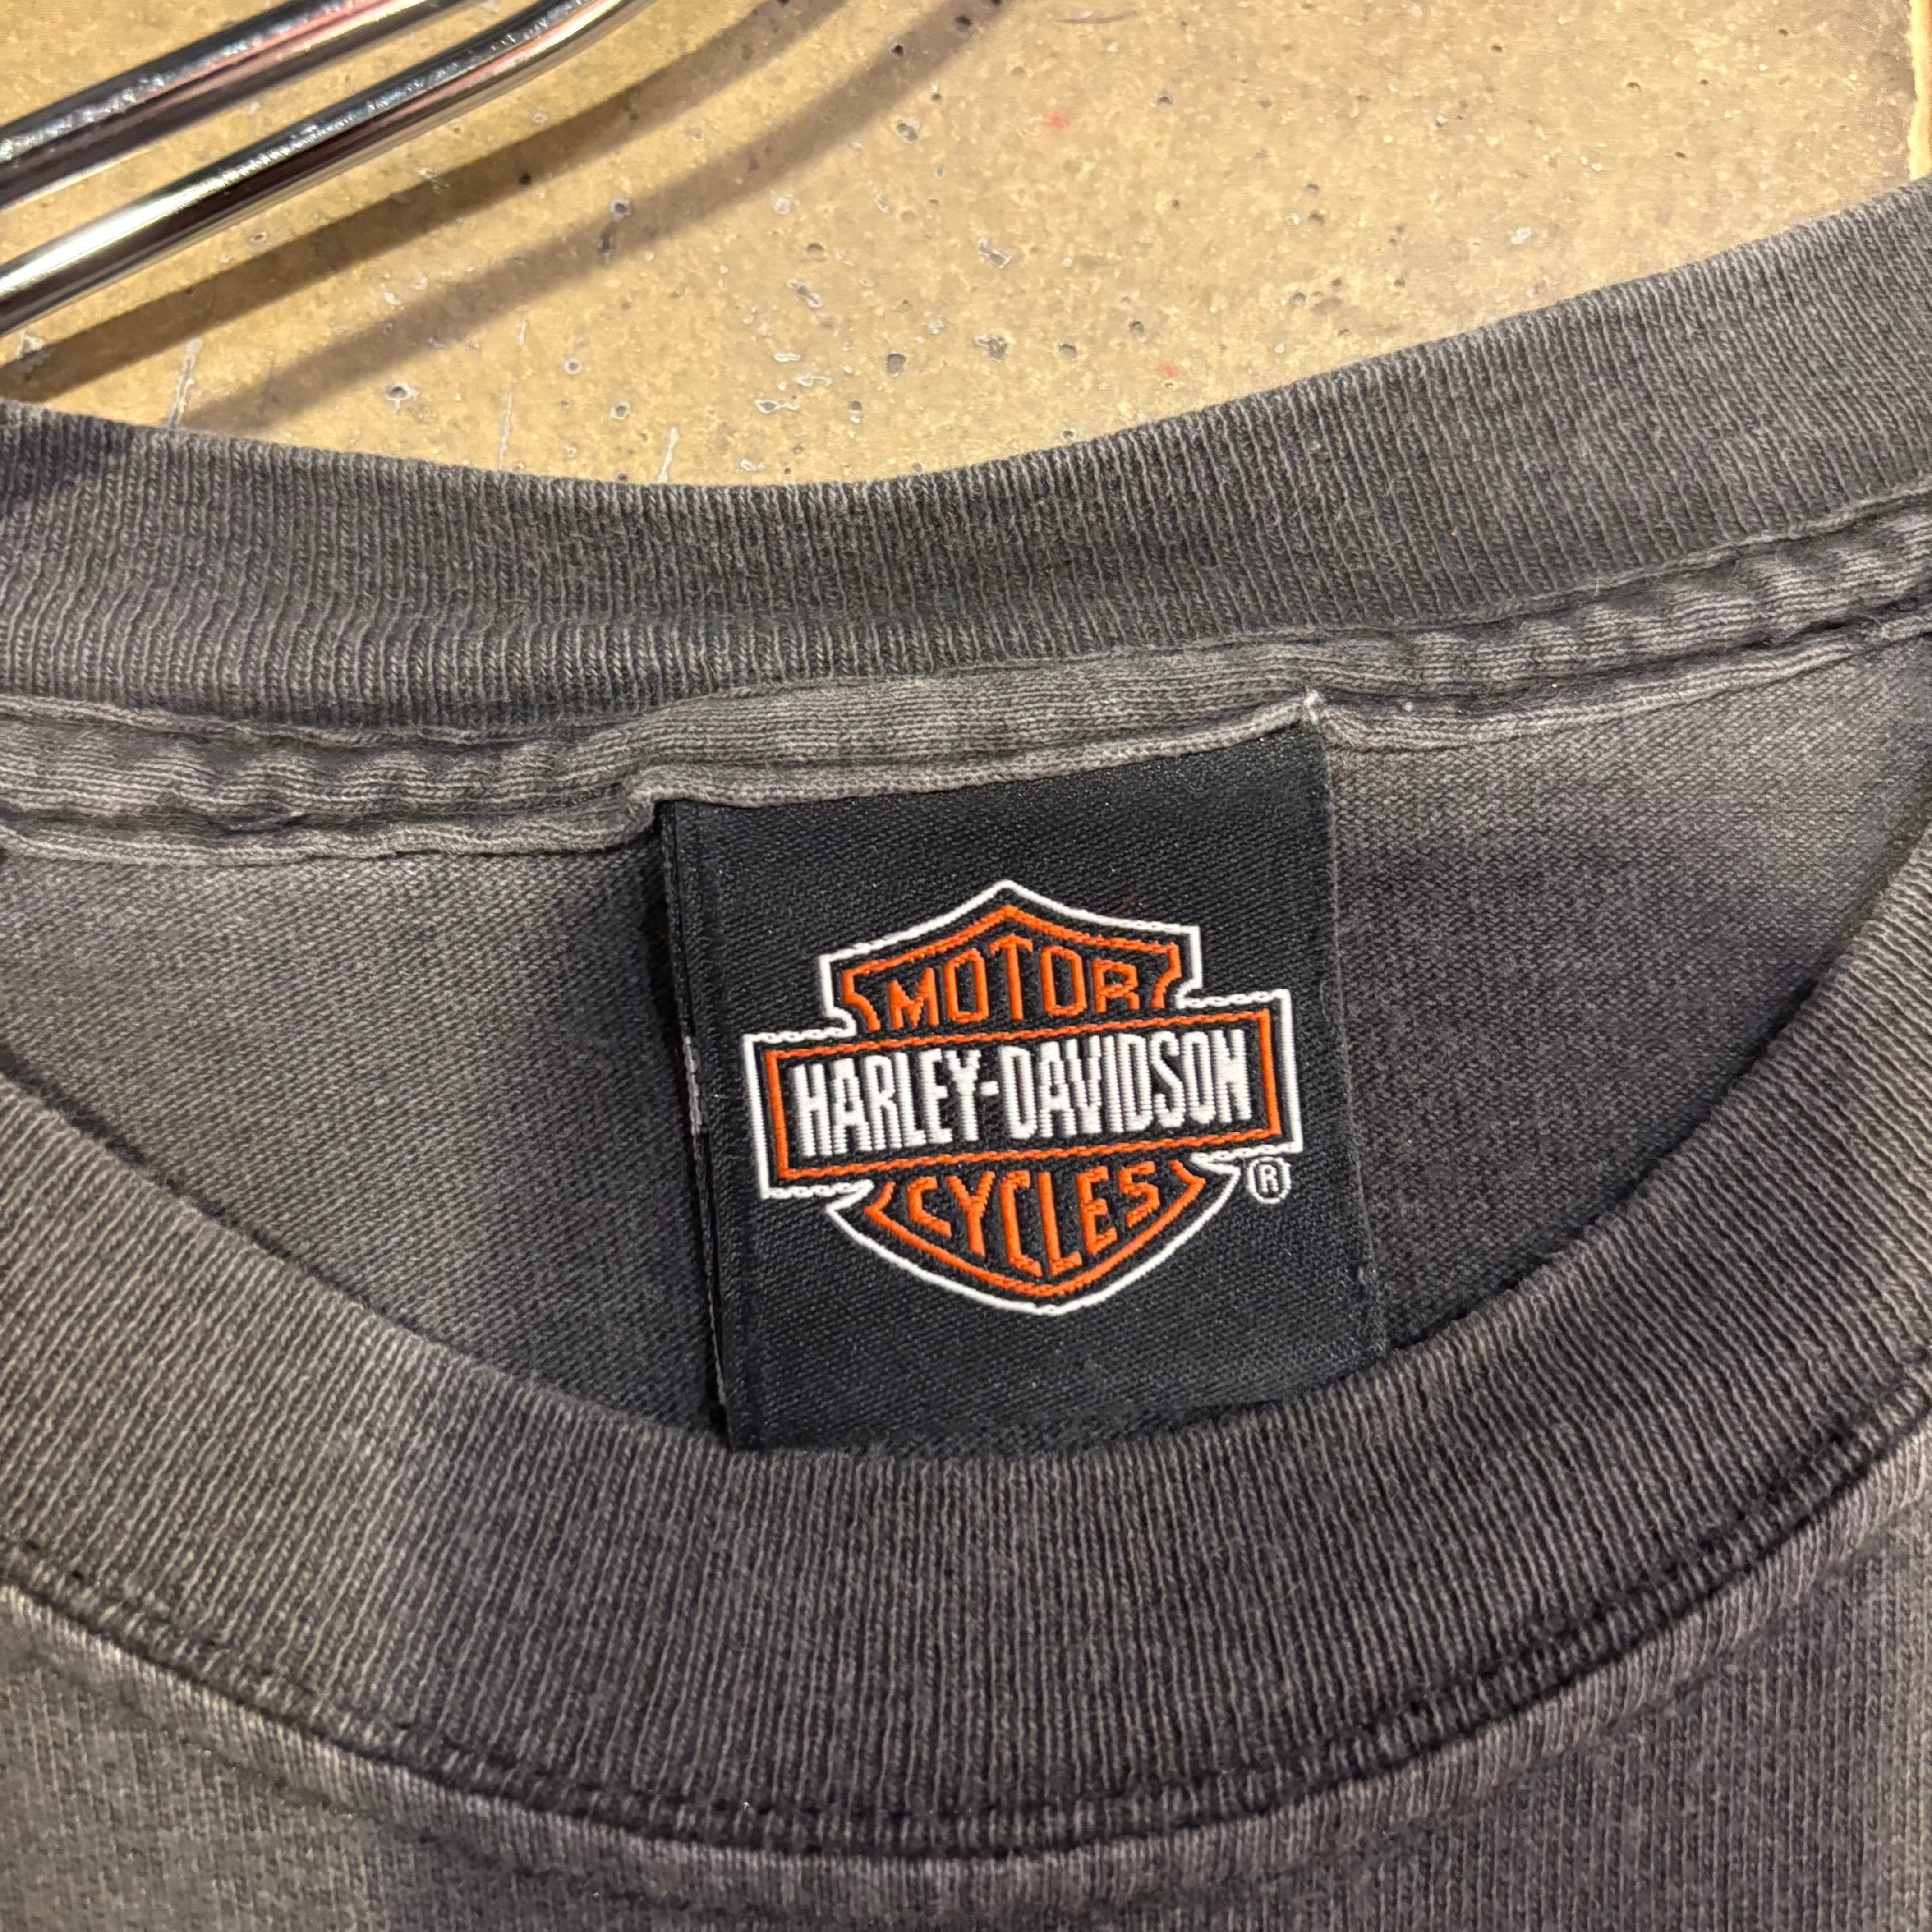 MOTOR
HARLEY-DAVIDSON
CYCLES
®